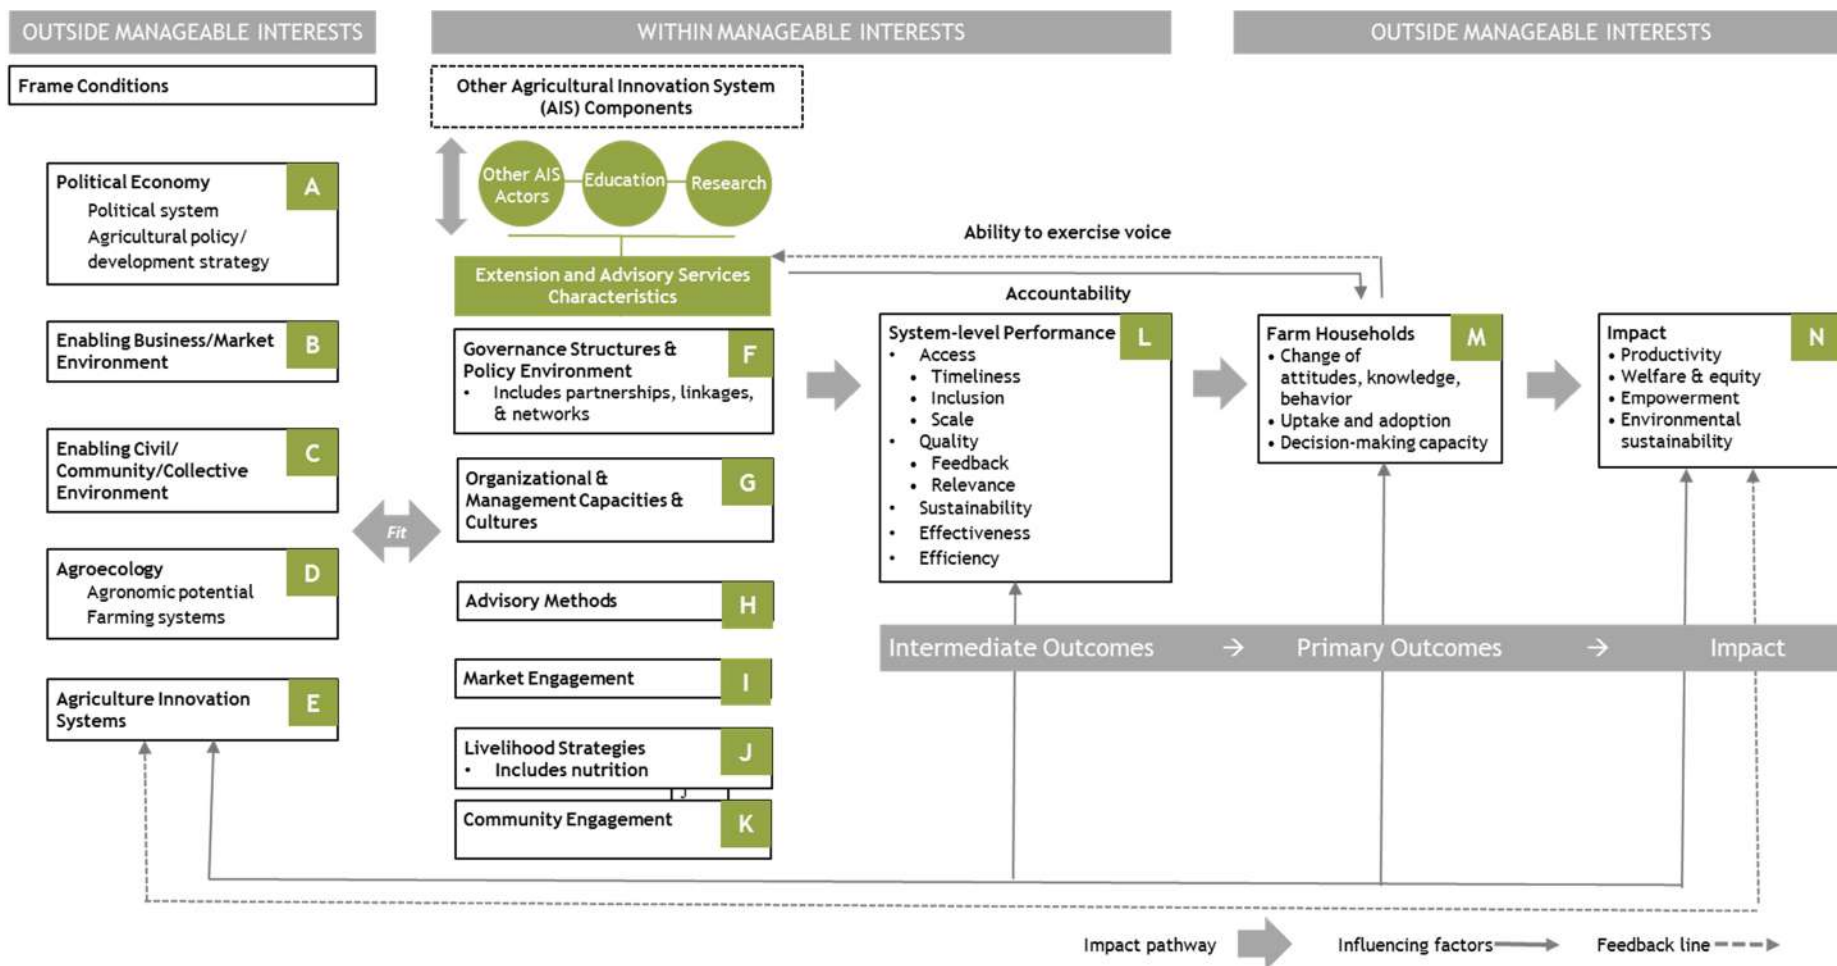 OUTSIDE MANAGEABLE INTERESTS
WITHIN MANAGEABLE INTERESTS
OUTSIDE MANAGEABLE INTERESTS
Frame Conditions
Political Economy
A
Political system
Agricultural policy/
development strategy
Enabling Business/Market
Environment
B
Enabling Civil/
Community/Collective
Environment
C
Agroecology
D
Agronomic potential
Farming systems
Agriculture Innovation
Systems
E
Fit
Other Agricultural Innovation System
(AIS) Components
Other AIS
Actors
Education
Research
Extension and Advisory Services
Characteristics
Governance Structures &
Policy Environment
F
• Includes partnerships, linkages,
& networks
Organizational &
Management Capacities &
Cultures
G
Advisory Methods
H
Market Engagement
I
Livelihood Strategies
J
• Includes nutrition
J
Community Engagement
K
Ability to exercise voice
Accountability
System-level Performance
L
• Access
• Timeliness
• Inclusion
• Scale
• Quality
• Feedback
• Relevance
• Sustainability
• Effectiveness
• Efficiency
Farm Households
M
• Change of
attitudes, knowledge,
behavior
• Uptake and adoption
• Decision-making capacity
Impact
N
• Productivity
• Welfare & equity
• Empowerment
• Environmental
sustainability
Intermediate Outcomes → Primary Outcomes → Impact
Impact pathway
Influencing factors
Feedback line